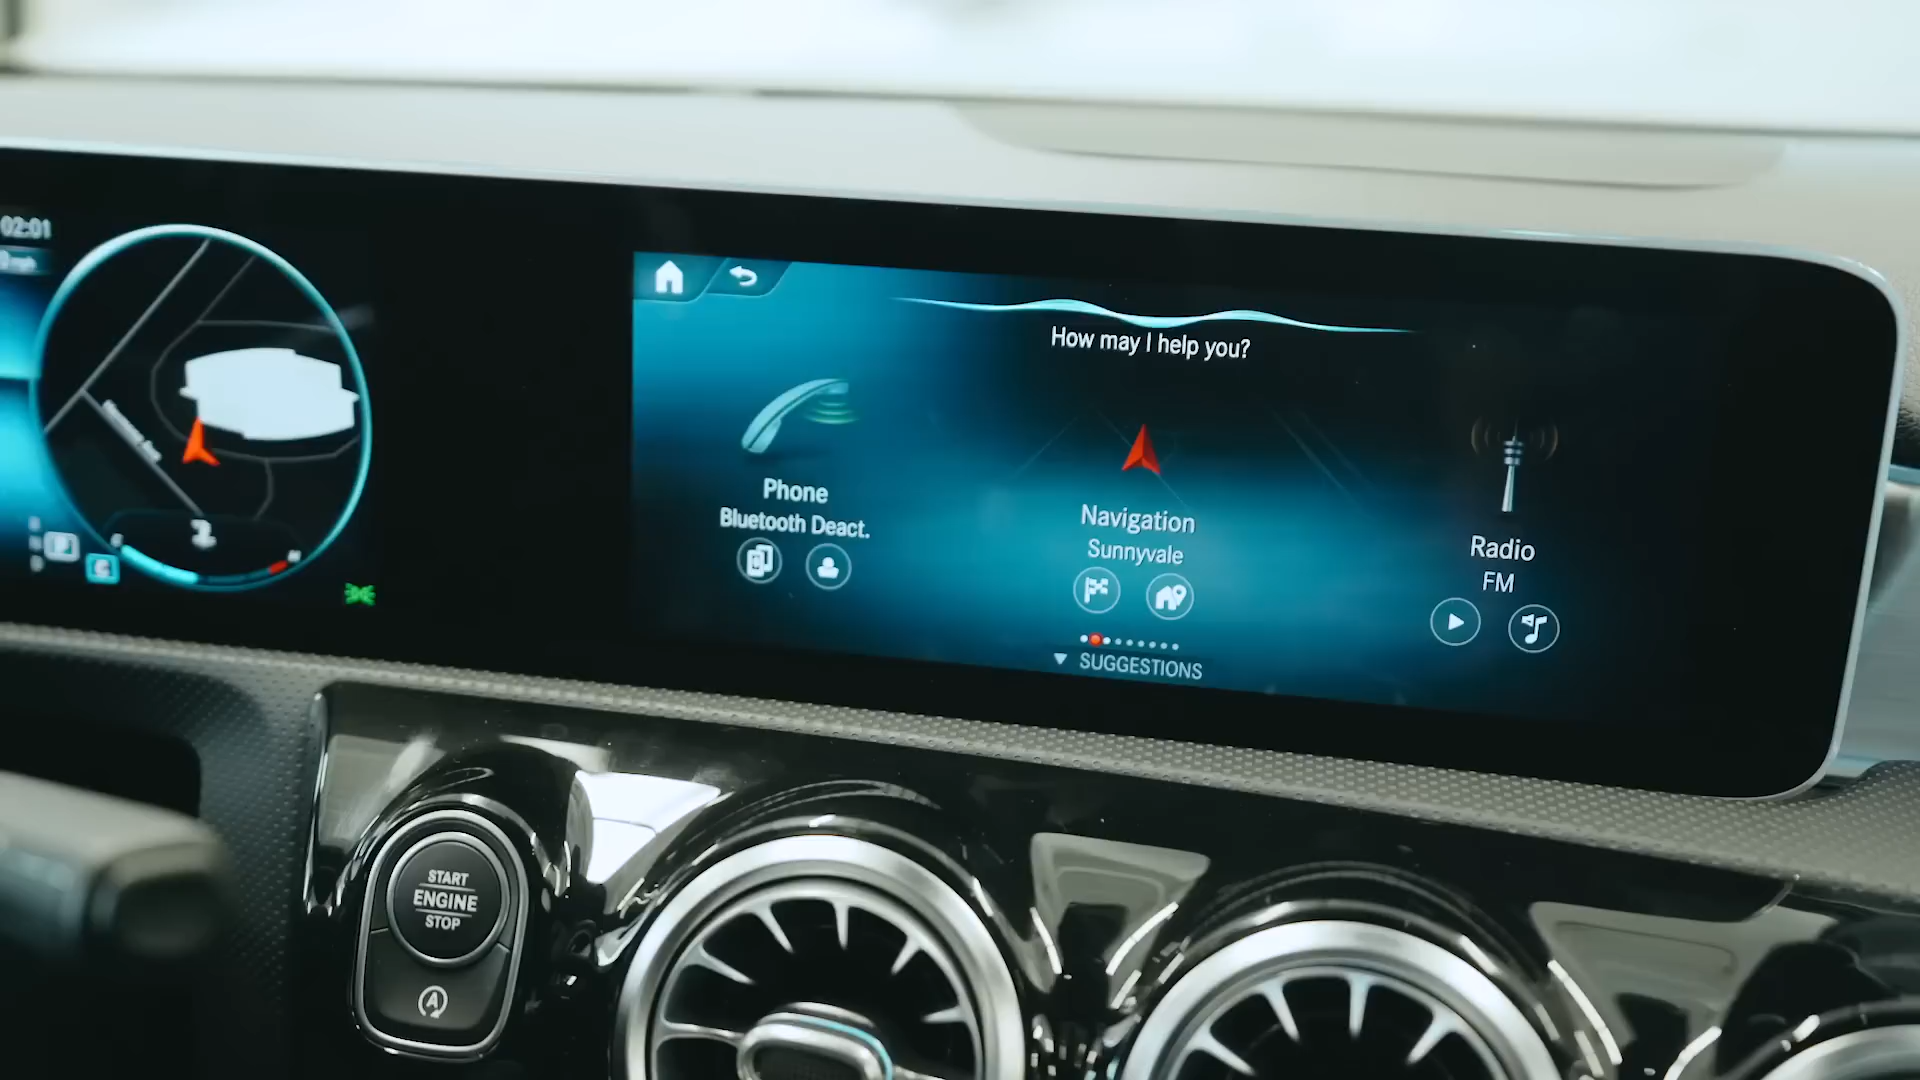 02:01
How may I help you?
Phone
Bluetooth Deact.
Navigation
Sunnyvale
Radio
FM
SUGGESTIONS
START
ENGINE
STOP
A